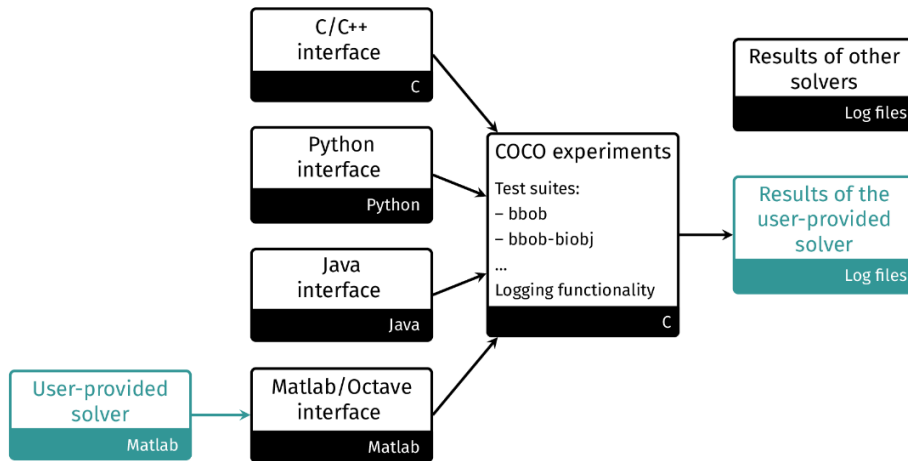 C/C++
interface
C
Python
interface
Python
Java
interface
Java
User-provided
solver
Matlab
Matlab/Octave
interface
Matlab
COCO experiments
Test suites:
– bbob
– bbob-biobj
...
Logging functionality
C
Results of other
solvers
Log files
Results of the
user-provided
solver
Log files